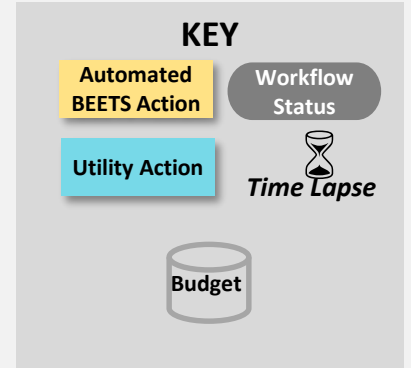 KEY
Automated
BEETS Action
Workflow
Status
Utility Action
Time Lapse
Budget